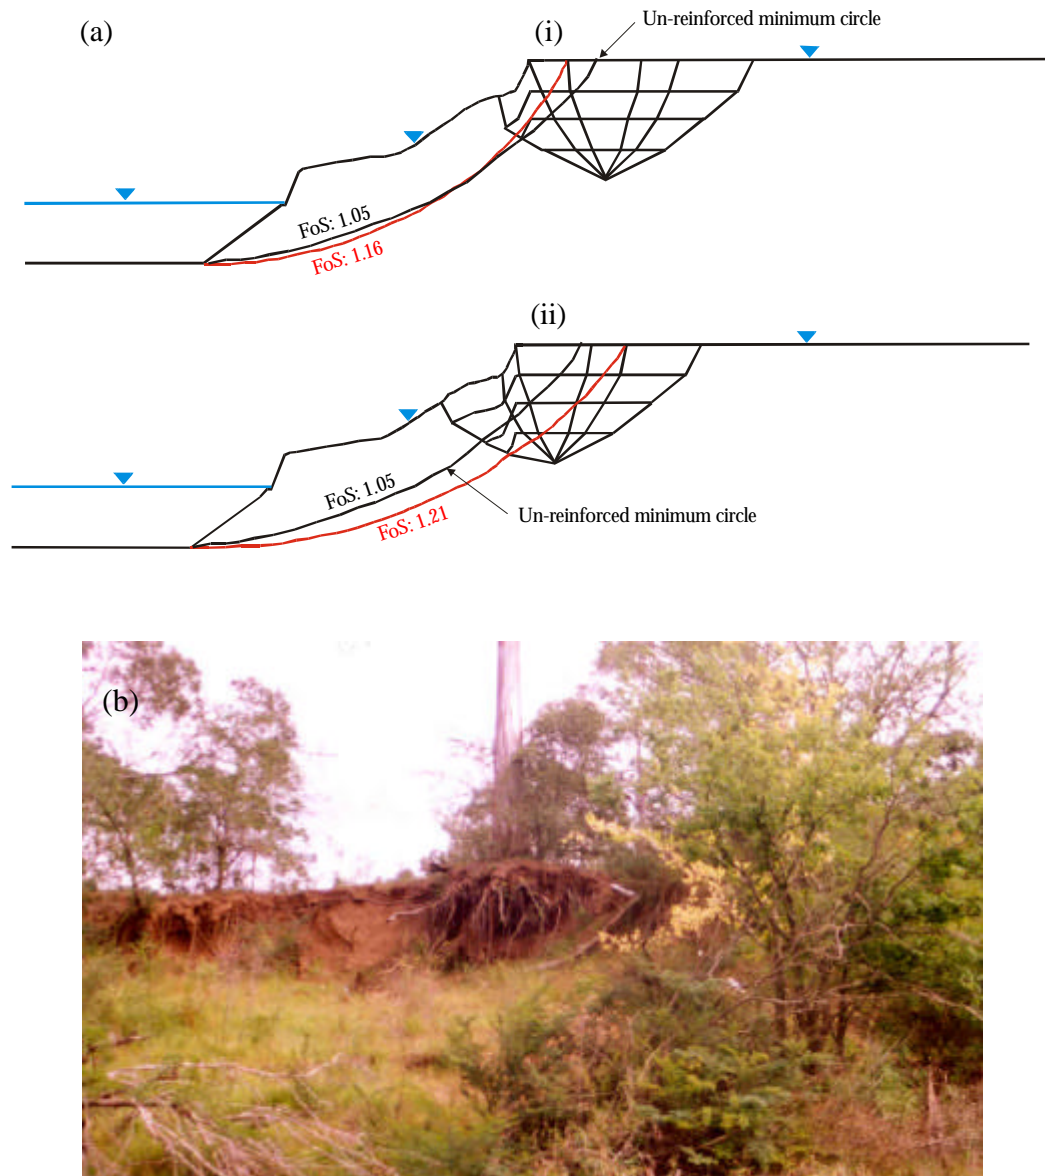 (a)
(i)
Un-reinforced minimum circle
FoS: 1.05
FoS: 1.16
(ii)
FoS: 1.05
FoS: 1.21
Un-reinforced minimum circle
(b)